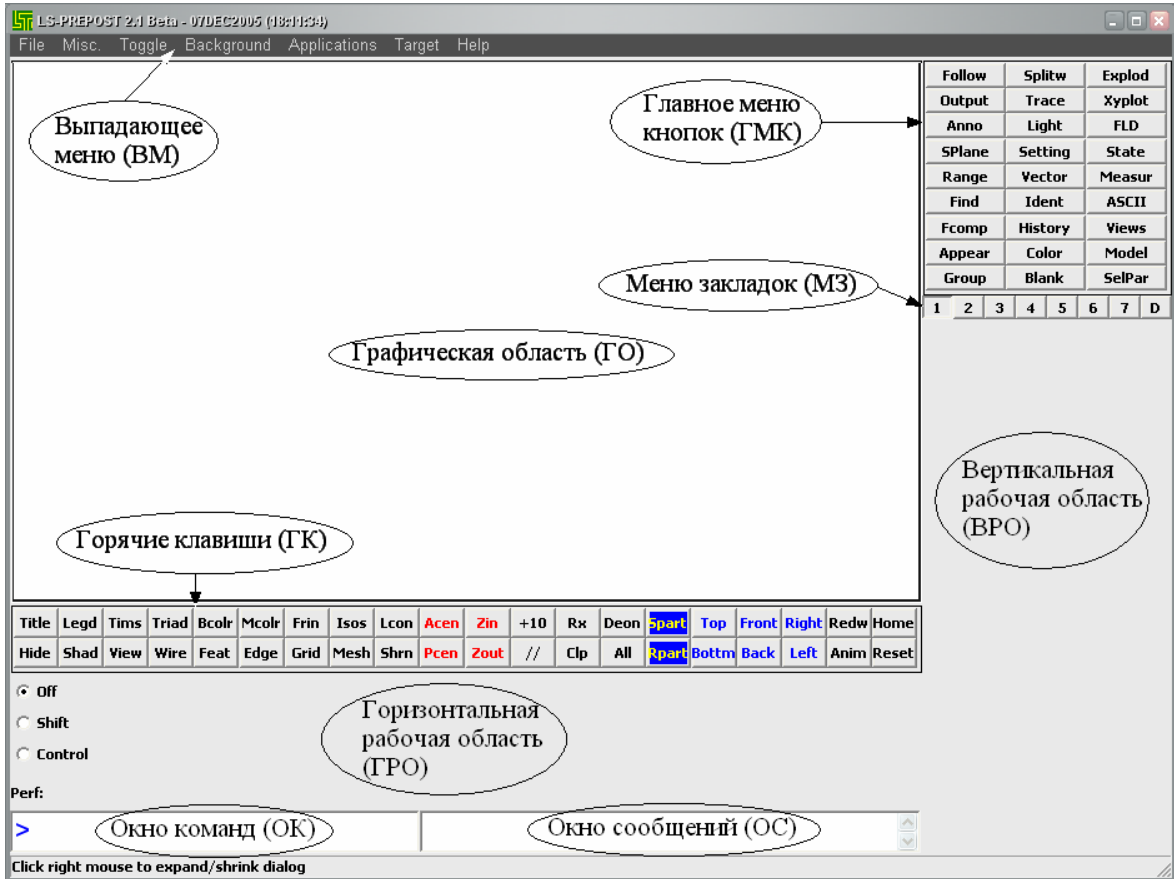 LS-PREPOST 2.1 Beta - 07DEC2005 (18:11:34)
File Misc. Toggle Background Applications Target Help
Выпадающее
меню (ВМ)
Главное меню
кнопок (ГМК)
Меню закладок (МЗ)
Графическая область (ГО)
Горячие клавиши (ГК)
Follow Splitw Explod
Output Trace Xyplot
Anno Light FLD
SPlane Setting State
Range Vector Measur
Find Ident ASCII
Fcomp History Views
Appear Color Model
Group Blank SelPar
1 2 3 4 5 6 7 D
Вертикальная
рабочая область
(ВРО)
Title Legd Tims Triad Bcolr Mcolr Frin Isos Lcon Acen Zin +10 Rx Deon Spart Top Front Right Redw Home
Hide Shad View Wire Feat Edge Grid Mesh Shrn Pcen Zout // Clp All Rpart Bottm Back Left Anim Reset
Off
Shift
Control
Горизонтальная
рабочая область
(ГРО)
Perf:
> Окно команд (ОК)
Окно сообщений (ОС)
Click right mouse to expand/shrink dialog